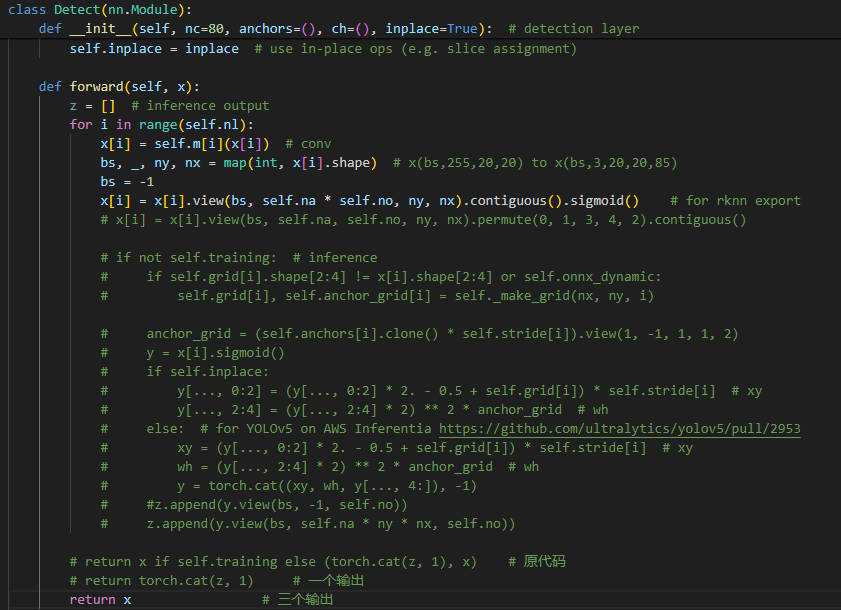 class Detect(nn.Module):
    def __init__(self, nc=80, anchors=(), ch=(), inplace=True):  # detection layer
        self.inplace = inplace  # use in-place ops (e.g. slice assignment)
    def forward(self, x):
        z = []  # inference output
        for i in range(self.nl):
            x[i] = self.m[i](x[i])  # conv
            bs, _, ny, nx = map(int, x[i].shape)  # x(bs,255,20,20) to x(bs,3,20,20,85)
            bs = -1
            x[i] = x[i].view(bs, self.na * self.no, ny, nx).contiguous().sigmoid()    # for rknn export
            # x[i] = x[i].view(bs, self.na, self.no, ny, nx).permute(0, 1, 3, 4, 2).contiguous()
            # if not self.training:  # inference
            #     if self.grid[i].shape[2:4] != x[i].shape[2:4] or self.onnx_dynamic:
            #         self.grid[i], self.anchor_grid[i] = self._make_grid(nx, ny, i)
            #     anchor_grid = (self.anchors[i].clone() * self.stride[i]).view(1, -1, 1, 1, 2)
            #     y = x[i].sigmoid()
            #     if self.inplace:
            #         y[..., 0:2] = (y[..., 0:2] * 2. - 0.5 + self.grid[i]) * self.stride[i]  # xy
            #         y[..., 2:4] = (y[..., 2:4] * 2) ** 2 * anchor_grid  # wh
            #     else:  # for YOLOv5 on AWS Inferentia https://github.com/ultralytics/yolov5/pull/2953
            #         xy = (y[..., 0:2] * 2. - 0.5 + self.grid[i]) * self.stride[i]  # xy
            #         wh = (y[..., 2:4] * 2) ** 2 * anchor_grid  # wh
            #         y = torch.cat((xy, wh, y[..., 4:]), -1)
            #     #z.append(y.view(bs, -1, self.no))
            #     z.append(y.view(bs, self.na * ny * nx, self.no))
        # return x if self.training else (torch.cat(z, 1), x)    # 原代码
        # return torch.cat(z, 1)     # 一个输出
        return x                 # 三个输出